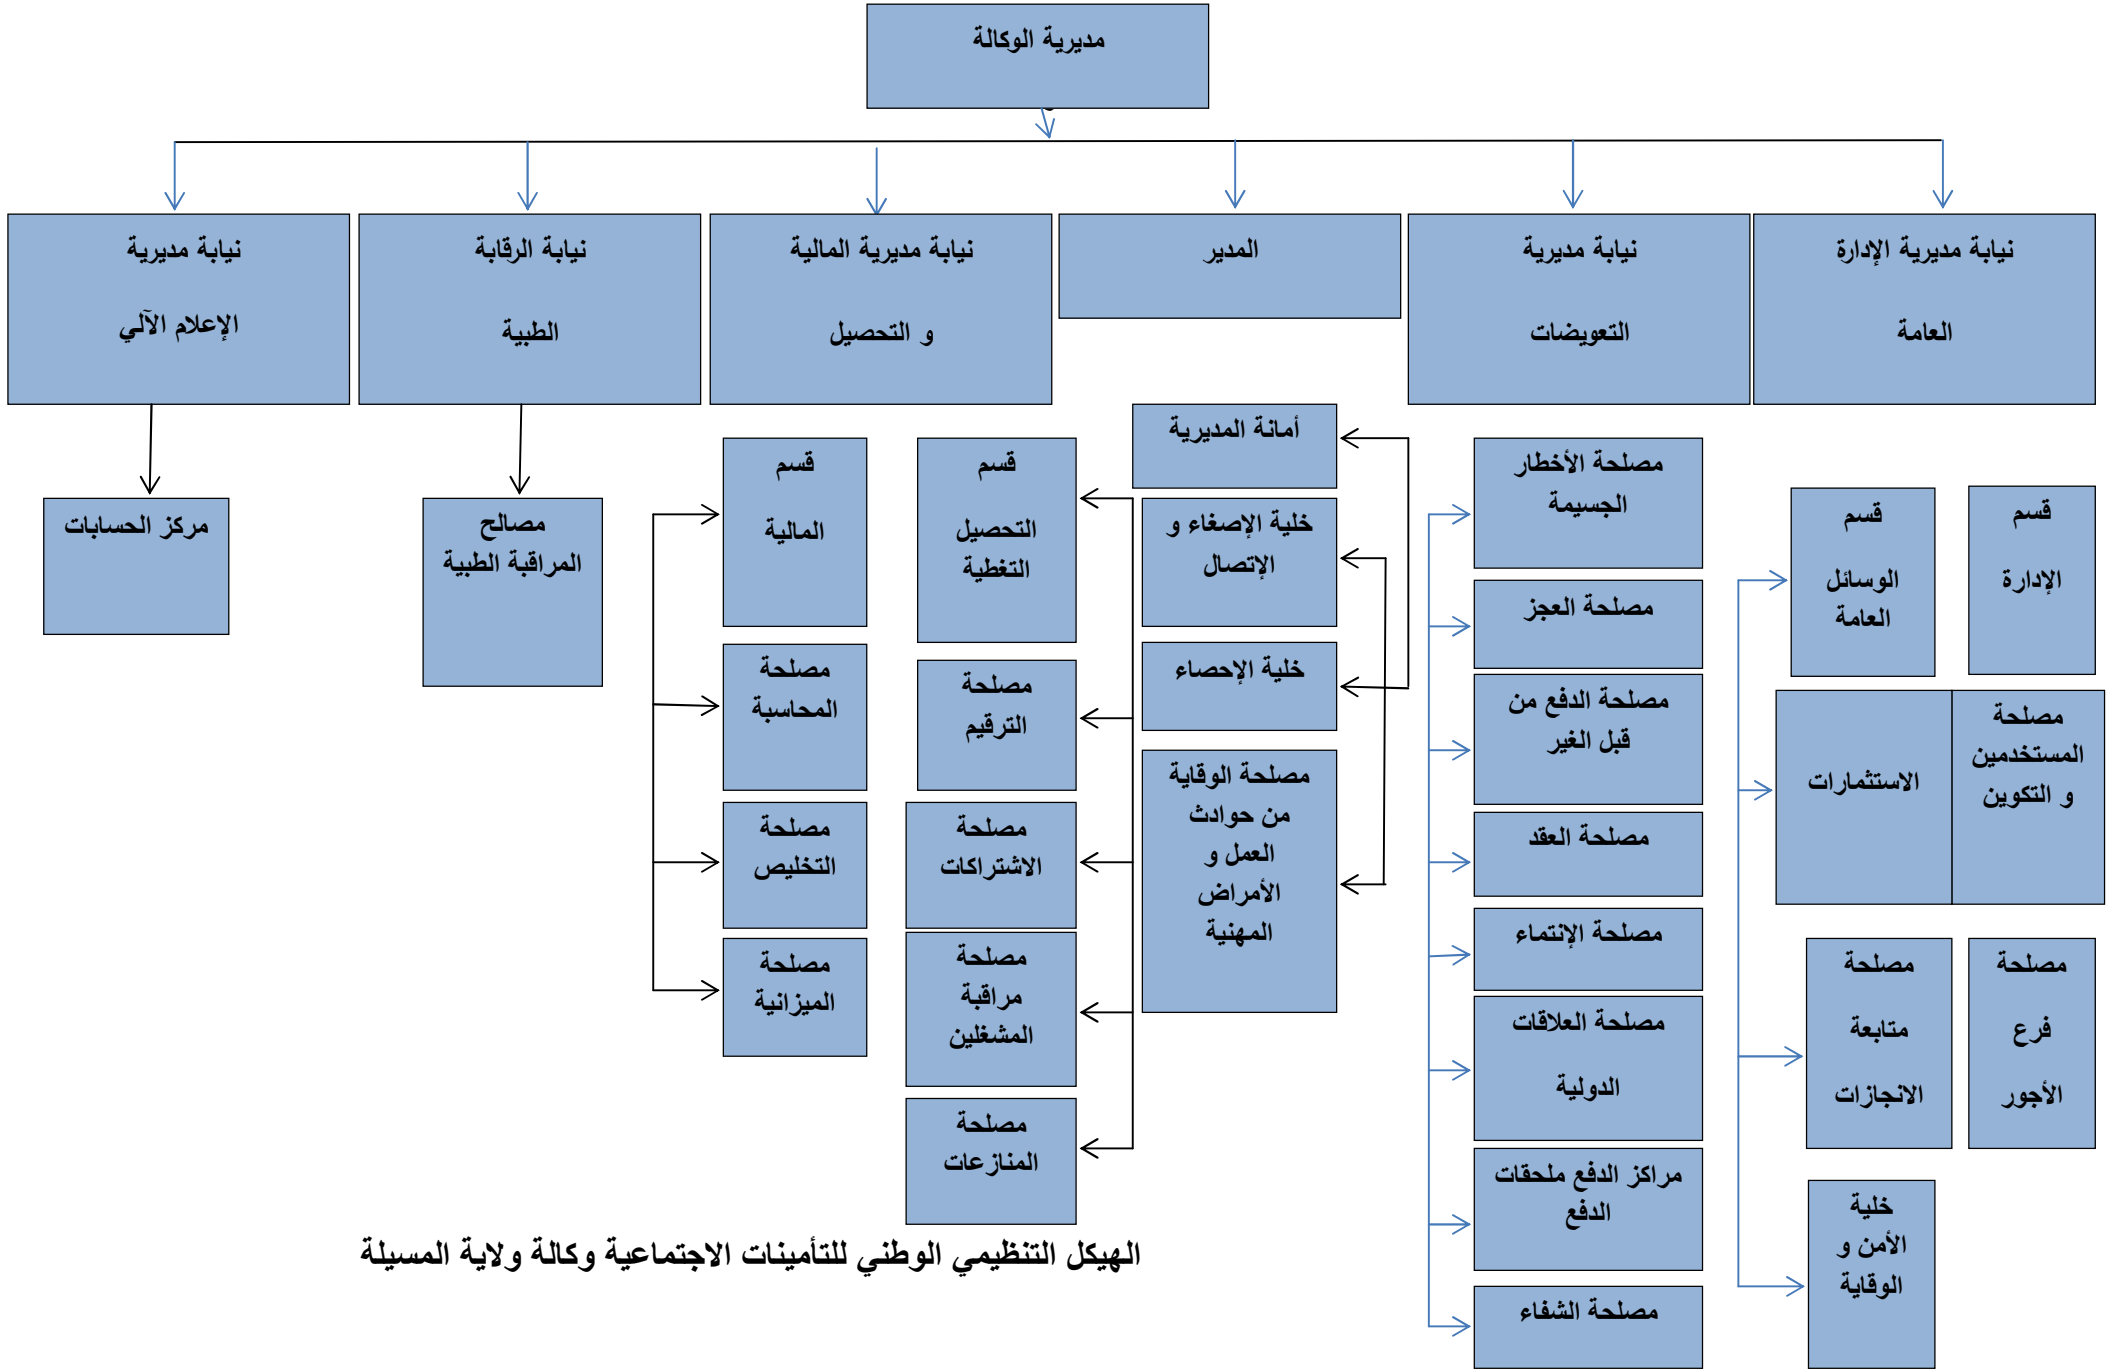 مديرية الوكالة
نيابة مديرية الإدارة
العامة
نيابة مديرية
التعويضات
المدير
نيابة مديرية المالية
و التحصيل
نيابة الرقابة
الطبية
نيابة مديرية
الإعلام الآلي
قسم
الإدارة
قسم
الوسائل
العامة
مصلحة
المستخدمين
و التكوين
الاستثمارات
مصلحة
فرع
الأجور
مصلحة
متابعة
الانجازات
خلية
الأمن و
الوقاية
مصلحة الأخطار
الجسيمة
مصلحة العجز
مصلحة الدفع من
قبل الغير
مصلحة العقد
مصلحة الإنتماء
مصلحة العلاقات
الدولية
مراكز الدفع ملحقات
الدفع
مصلحة الشفاء
أمانة المديرية
خلية الإصغاء و
الإتصال
خلية الإحصاء
مصلحة الوقاية
من حوادث
العمل و
الأمراض
المهنية
قسم
التحصيل
التغطية
مصلحة
الترقيم
مصلحة
الاشتراكات
مصلحة
مراقبة
المشغلين
مصلحة
المنازعات
قسم
المالية
مصلحة
المحاسبة
مصلحة
التخليص
مصلحة
الميزانية
مصالح
المراقبة الطبية
مركز الحسابات
الهيكل التنظيمي الوطني للتأمينات الاجتماعية وكالة ولاية المسيلة